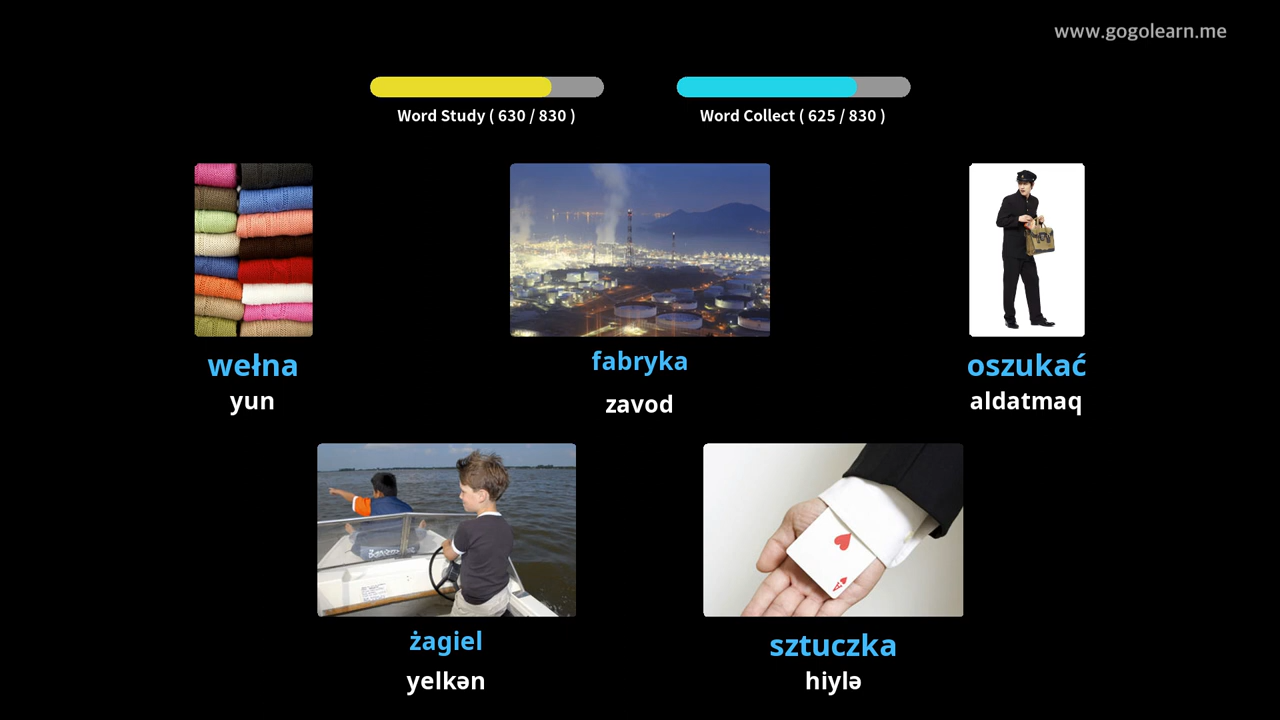 www.gogolearn.me
Word Study ( 630 / 830 )
Word Collect ( 625 / 830 )
wełna
yun
fabryka
zavod
oszukać
aldatmaq
żagiel
yelkən
sztuczka
hiylə